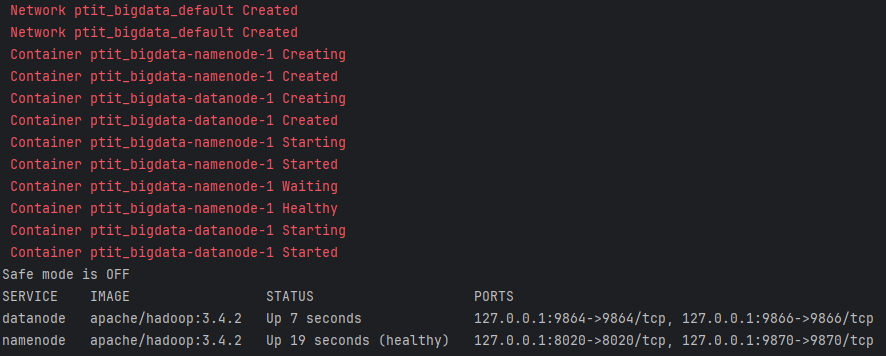 Network ptit_bigdata_default Created
Network ptit_bigdata_default Created
Container ptit_bigdata-namenode-1 Creating
Container ptit_bigdata-namenode-1 Created
Container ptit_bigdata-datanode-1 Creating
Container ptit_bigdata-datanode-1 Created
Container ptit_bigdata-namenode-1 Starting
Container ptit_bigdata-namenode-1 Started
Container ptit_bigdata-namenode-1 Waiting
Container ptit_bigdata-namenode-1 Healthy
Container ptit_bigdata-datanode-1 Starting
Container ptit_bigdata-datanode-1 Started
Safe mode is OFF
SERVICE    IMAGE                 STATUS                    PORTS
datanode   apache/hadoop:3.4.2   Up 7 seconds              127.0.0.1:9864->9864/tcp, 127.0.0.1:9866->9866/tcp
namenode   apache/hadoop:3.4.2   Up 19 seconds (healthy)   127.0.0.1:8020->8020/tcp, 127.0.0.1:9870->9870/tcp